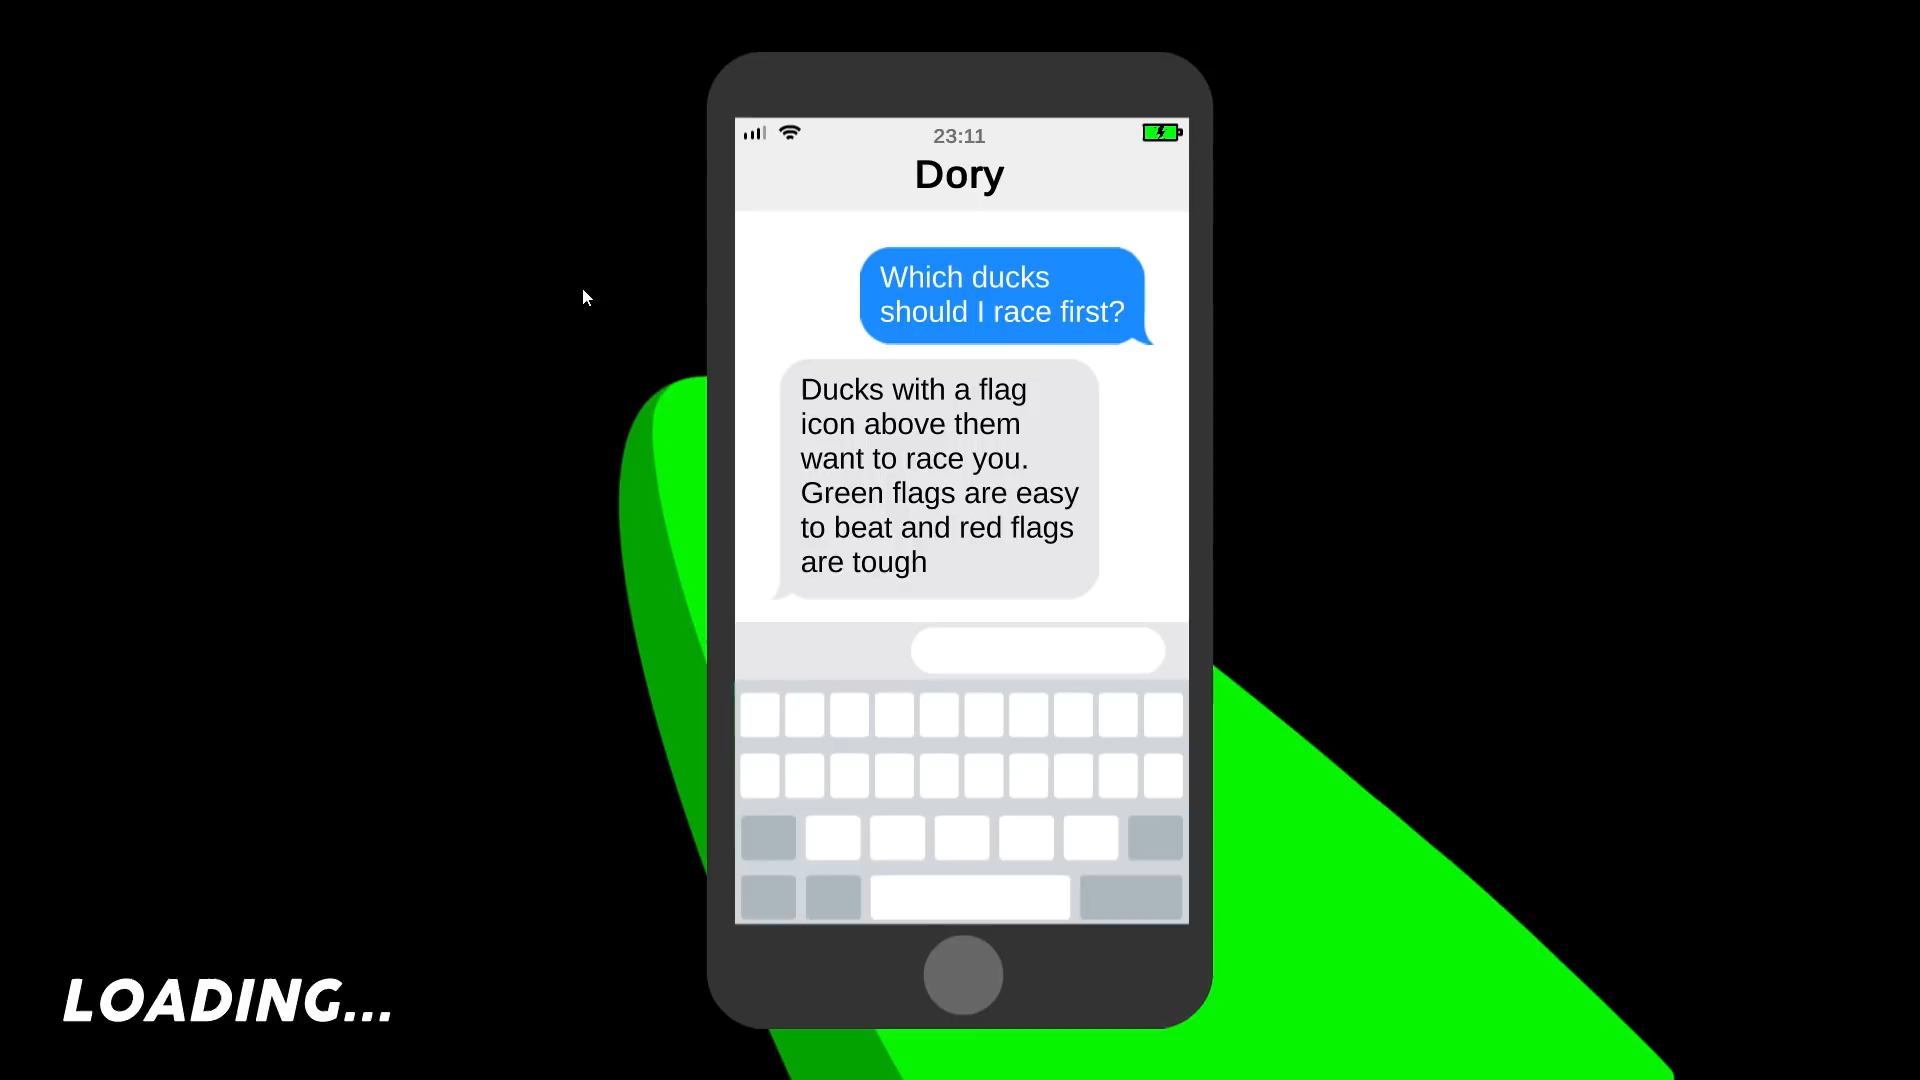 23:11
Dory
Which ducks
should I race first?
Ducks with a flag
icon above them
want to race you.
Green flags are easy
to beat and red flags
are tough
LOADING...